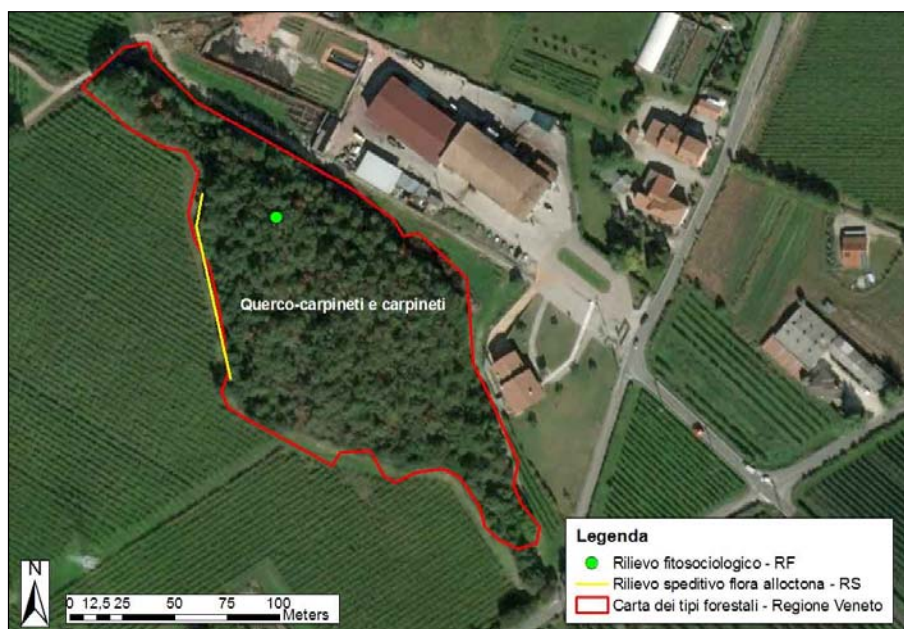 Querco-carpineti e carpineti
Legenda
Rilievo fitosociologico - RF
Rilievo speditivo flora alloctona - RS
Carta dei tipi forestali - Regione Veneto
N
0 12,5 25 50 75 100
Meters